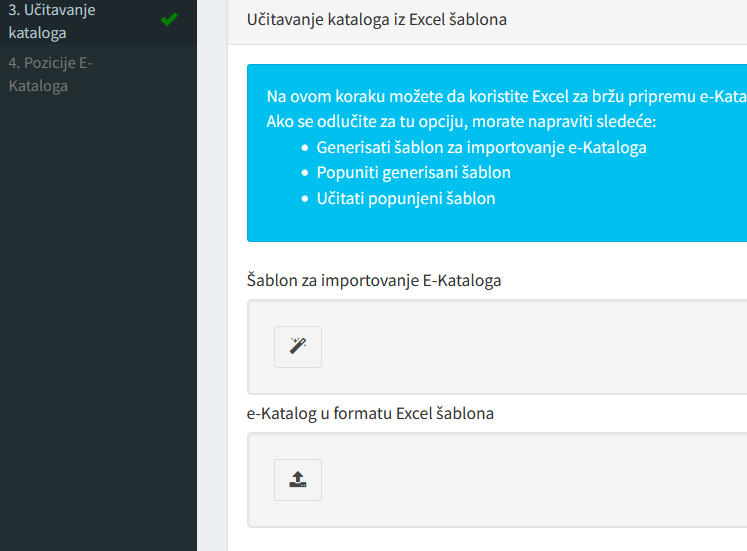 3. Učitavanje
kataloga
4. Pozicije E-
Kataloga
Učitavanje kataloga iz Excel šablona
Na ovom koraku možete da koristite Excel za bržu pripremu e-Kata
Ako se odlučite za tu opciju, morate napraviti sledeće:
Generisati šablon za importovanje e-Kataloga
Popuniti generisani šablon
Učitati popunjeni šablon
Šablon za importovanje E-Kataloga
e-Katalog u formatu Excel šablona